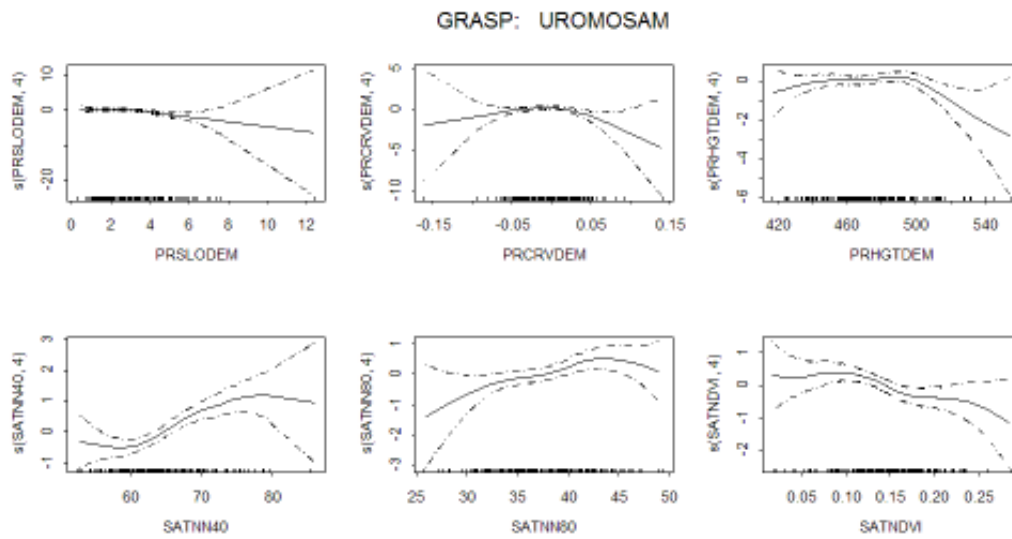 GRASP: UROMOSAM
s(PRSLODEM, 4)
10
0
-20
0 2 4 6 8 10 12
PRSLODEM
s(PRCRVDEM, 4)
5
0
-5
-10
-0.15 -0.05 0.05 0.15
PRCRVDEM
s(PRHGTDEM, 4)
0
-2
-4
-6
420 460 500 540
PRHGTDEM
s(SATNN40, 4)
3
2
1
0
-1
60 70 80
SATNN40
s(SATNN80, 4)
1
0
-1
-2
-3
25 30 35 40 45 50
SATNN80
s(SATNDVI, 4)
1
0
-1
-2
0.05 0.10 0.15 0.20 0.25
SATNDVI